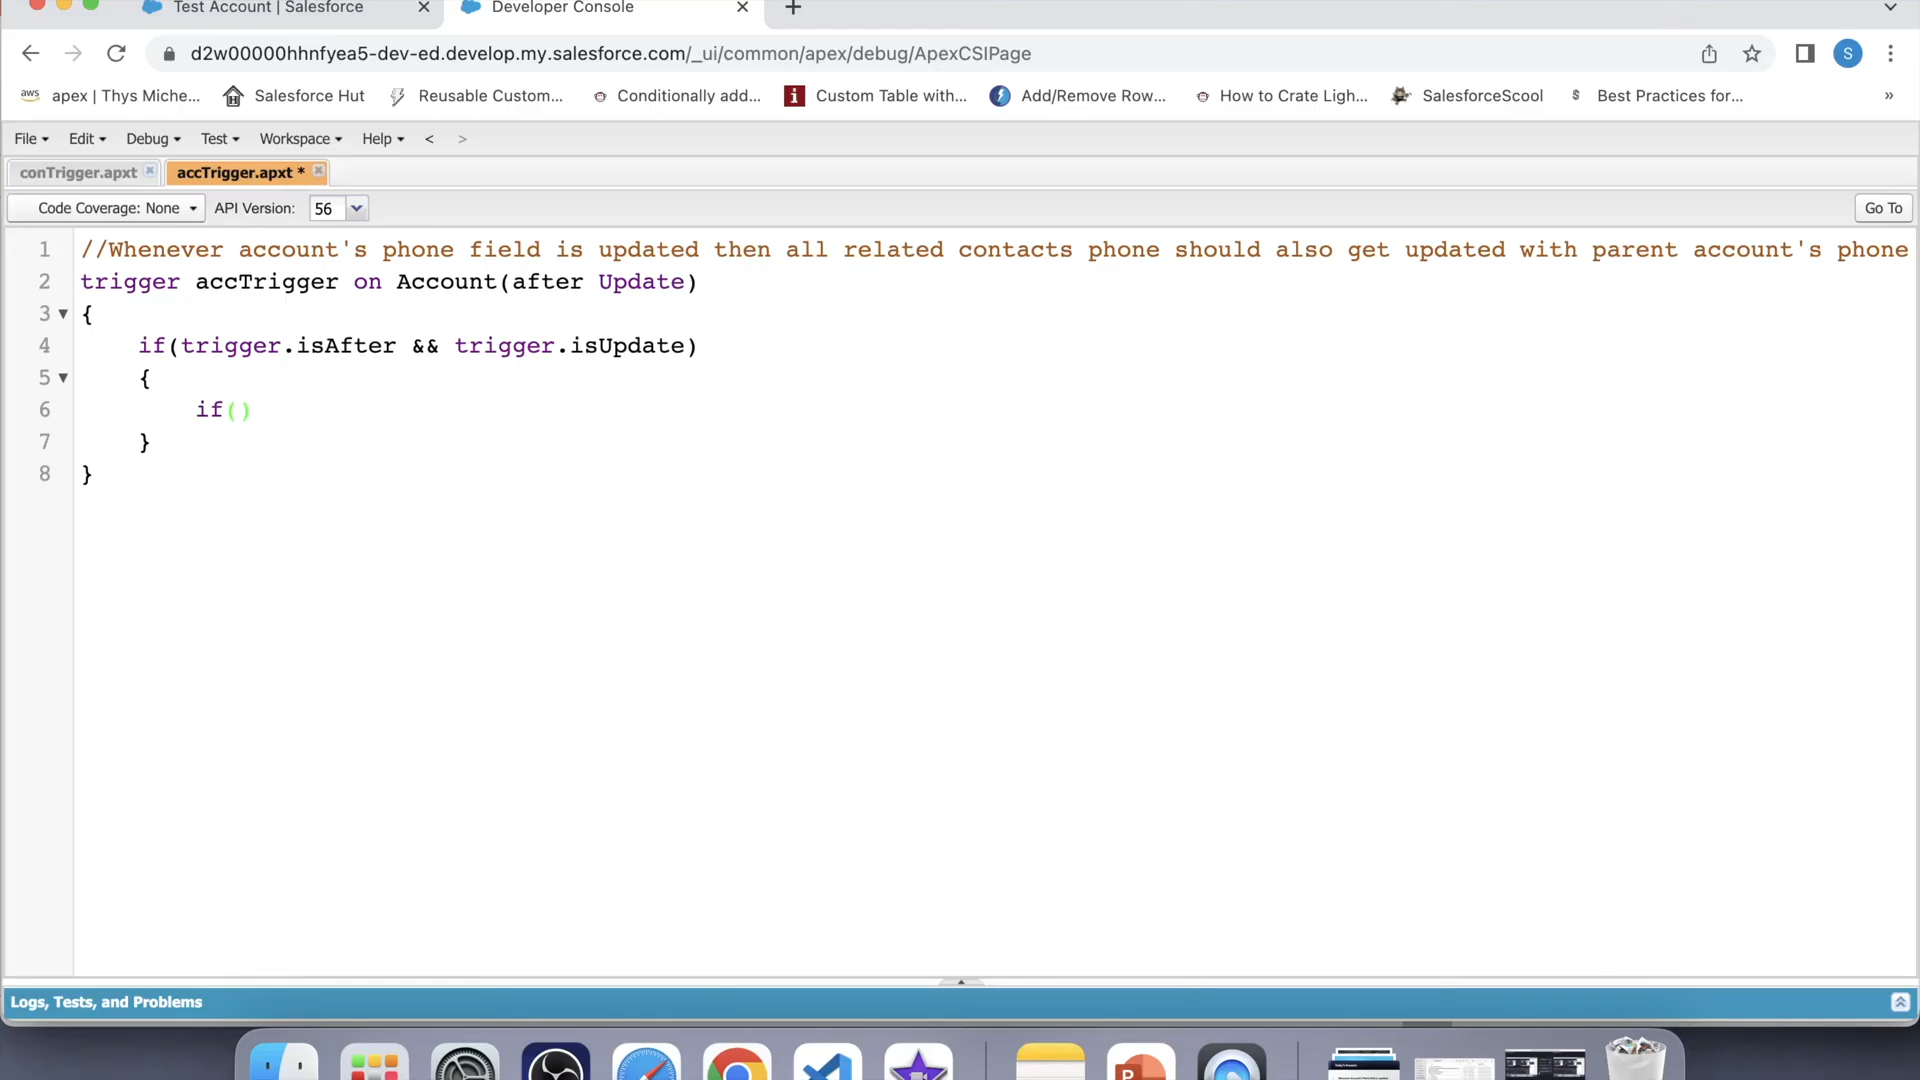 Test Account | Salesforce
Developer Console
d2w00000hhnfyea5-dev-ed.develop.my.salesforce.com/_ui/common/apex/debug/ApexCSIPage
S
aws apex | Thys Miche... Salesforce Hut Reusable Custom... Conditionally add... i Custom Table with... Add/Remove Row... How to Crate Ligh... SalesforceScool $ Best Practices for... »
File Edit Debug Test Workspace Help < >
conTrigger.apxt accTrigger.apxt *
Code Coverage: None API Version: 56 Go To
1 //Whenever account's phone field is updated then all related contacts phone should also get updated with parent account's phone
2 trigger accTrigger on Account(after Update)
3 {
4 if(trigger.isAfter && trigger.isUpdate)
5 {
6 if()
7 }
8 }
Logs, Tests, and Problems
P